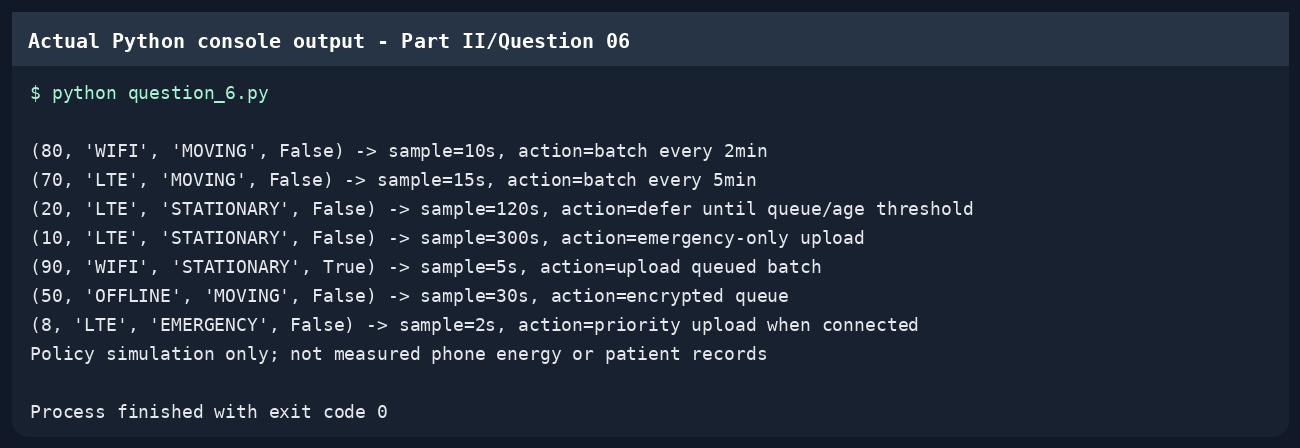 Actual Python console output - Part II/Question 06
$ python question_6.py
(80, 'WIFI', 'MOVING', False) -> sample=10s, action=batch every 2min
(70, 'LTE', 'MOVING', False) -> sample=15s, action=batch every 5min
(20, 'LTE', 'STATIONARY', False) -> sample=120s, action=defer until queue/age threshold
(10, 'LTE', 'STATIONARY', False) -> sample=300s, action=emergency-only upload
(90, 'WIFI', 'STATIONARY', True) -> sample=5s, action=upload queued batch
(50, 'OFFLINE', 'MOVING', False) -> sample=30s, action=encrypted queue
(8, 'LTE', 'EMERGENCY', False) -> sample=2s, action=priority upload when connected
Policy simulation only; not measured phone energy or patient records
Process finished with exit code 0